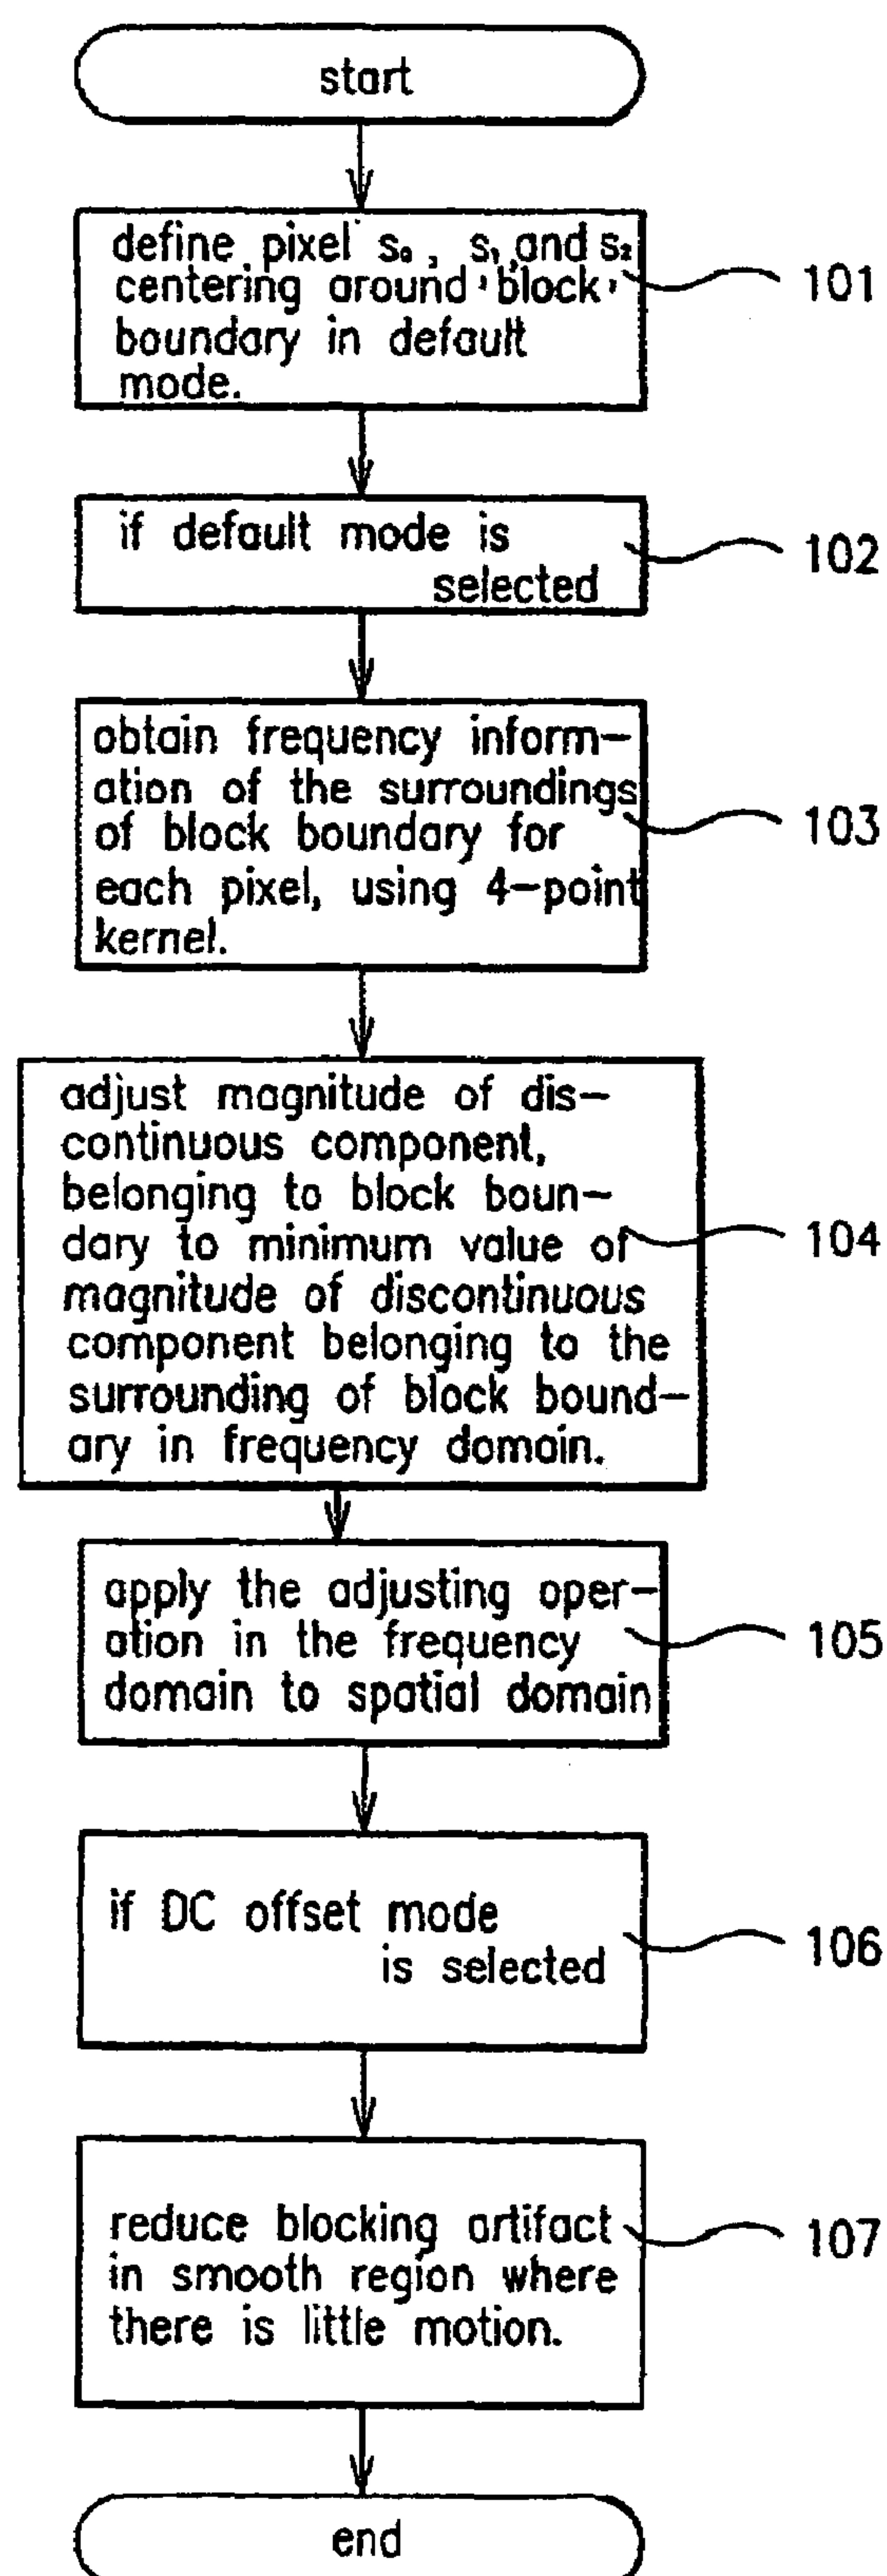 start
define pixel s₀, s₁, and s₂
centering around block
boundary in default
mode.
101
if default mode is
selected
102
obtain frequency inform-
ation of the surroundings
of block boundary for
each pixel, using 4-point
kernel.
103
adjust magnitude of dis-
continuous component,
belonging to block boun-
dary to minimum value of
magnitude of discontinuous
component belonging to the
surrounding of block bound-
ary in frequency domain.
104
apply the adjusting oper-
ation in the frequency
domain to spatial domain
105
if DC offset mode
is selected
106
reduce blocking artifact
in smooth region where
there is little motion.
107
end